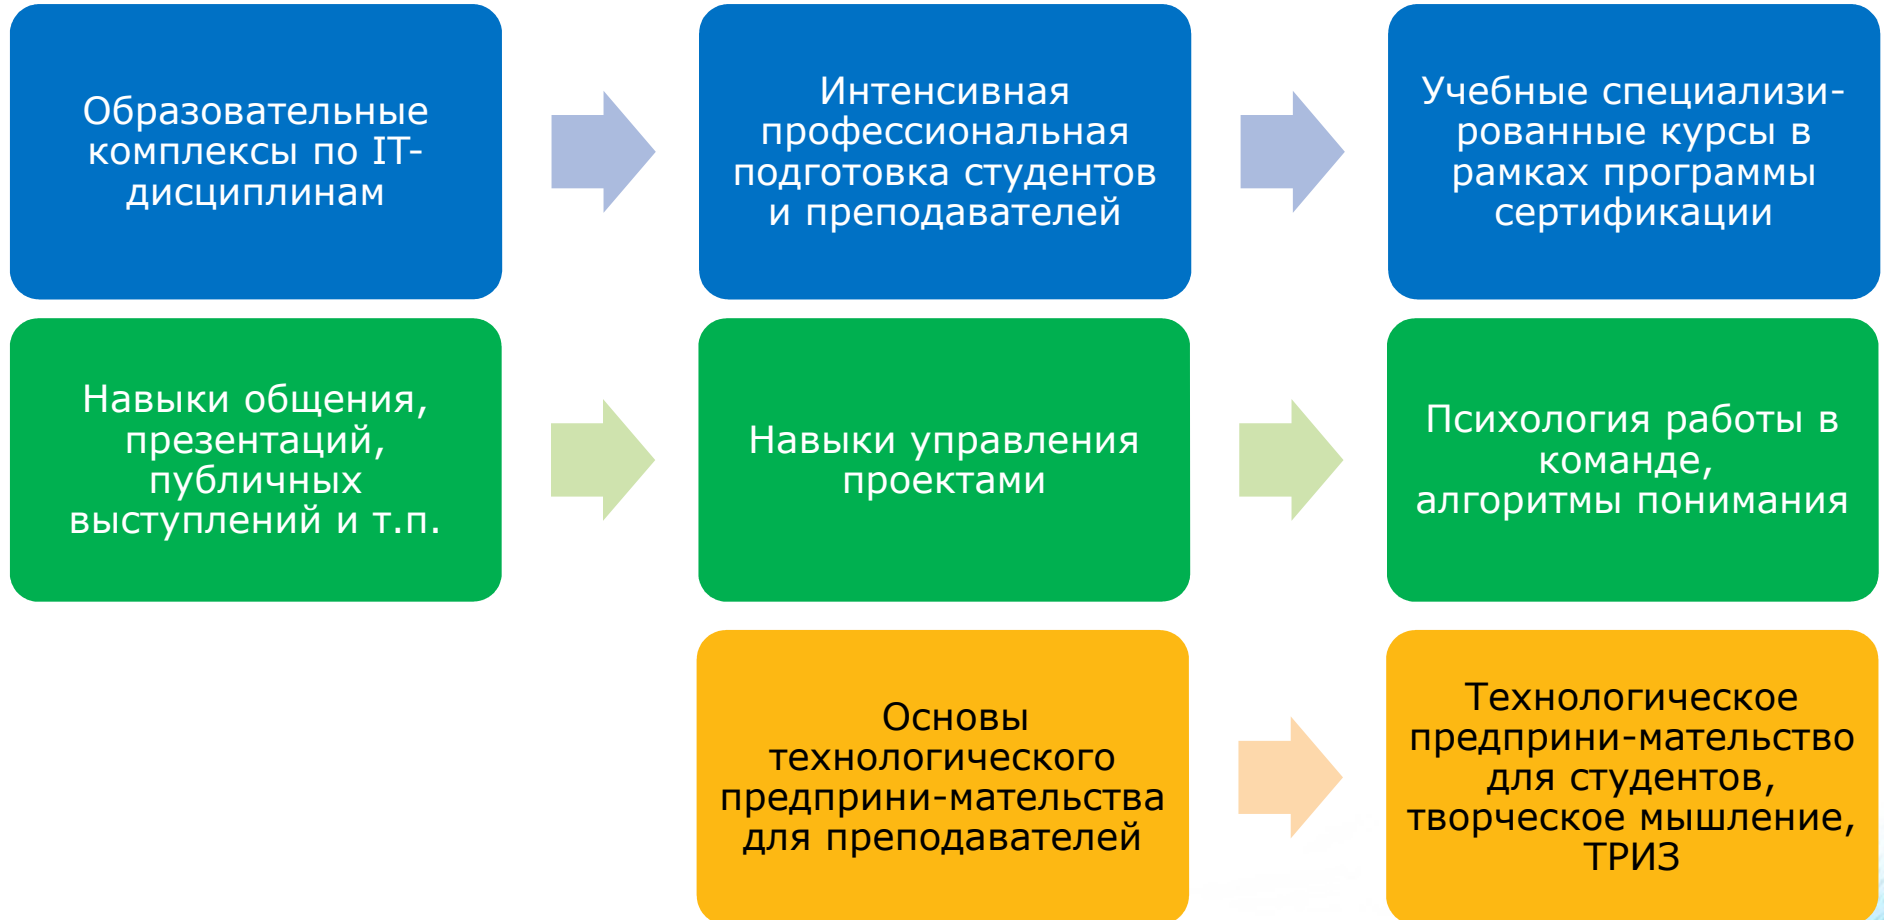 Образовательные
комплексы по IT-
дисциплинам
Интенсивная
профессиональная
подготовка студентов
и преподавателей
Учебные специализи-
рованные курсы в
рамках программы
сертификации
Навыки общения,
презентаций,
публичных
выступлений и т.п.
Навыки управления
проектами
Психология работы в
команде,
алгоритмы понимания
Основы
технологического
предприни-мательства
для преподавателей
Технологическое
предприни-мательство
для студентов,
творческое мышление,
ТРИЗ